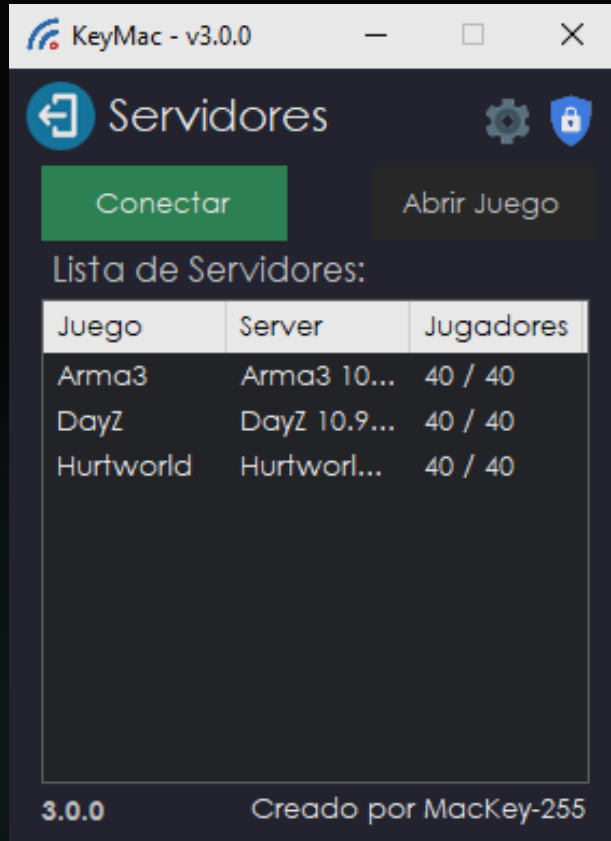 KeyMac - v3.0.0
Servidores
Conectar Abrir Juego
Lista de Servidores:
Juego Server Jugadores
Arma3 Arma3 10... 40 / 40
DayZ DayZ 10.9... 40 / 40
Hurtworld Hurtworl... 40 / 40
3.0.0 Creado por MacKey-255